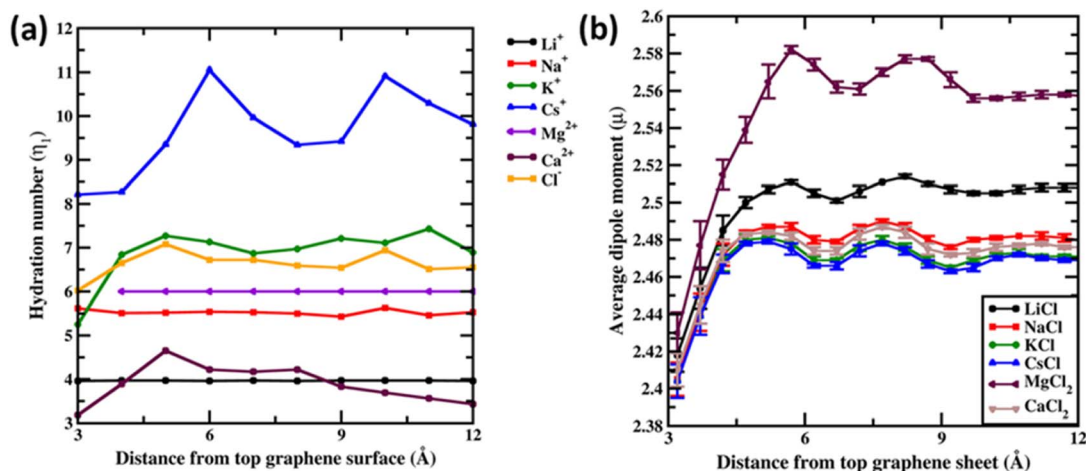 (a)
Hydration number (η1)
12
11
10
9
8
7
6
5
4
3
3
6
9
12
Distance from top graphene surface (Å)
Li+
Na+
K+
Cs+
Mg2+
Ca2+
Cl-
(b)
Average dipole moment (μ)
2.6
2.58
2.56
2.54
2.52
2.5
2.48
2.46
2.44
2.42
2.4
2.38
3
6
9
12
Distance from top graphene sheet (Å)
LiCl
NaCl
KCl
CsCl
MgCl2
CaCl2